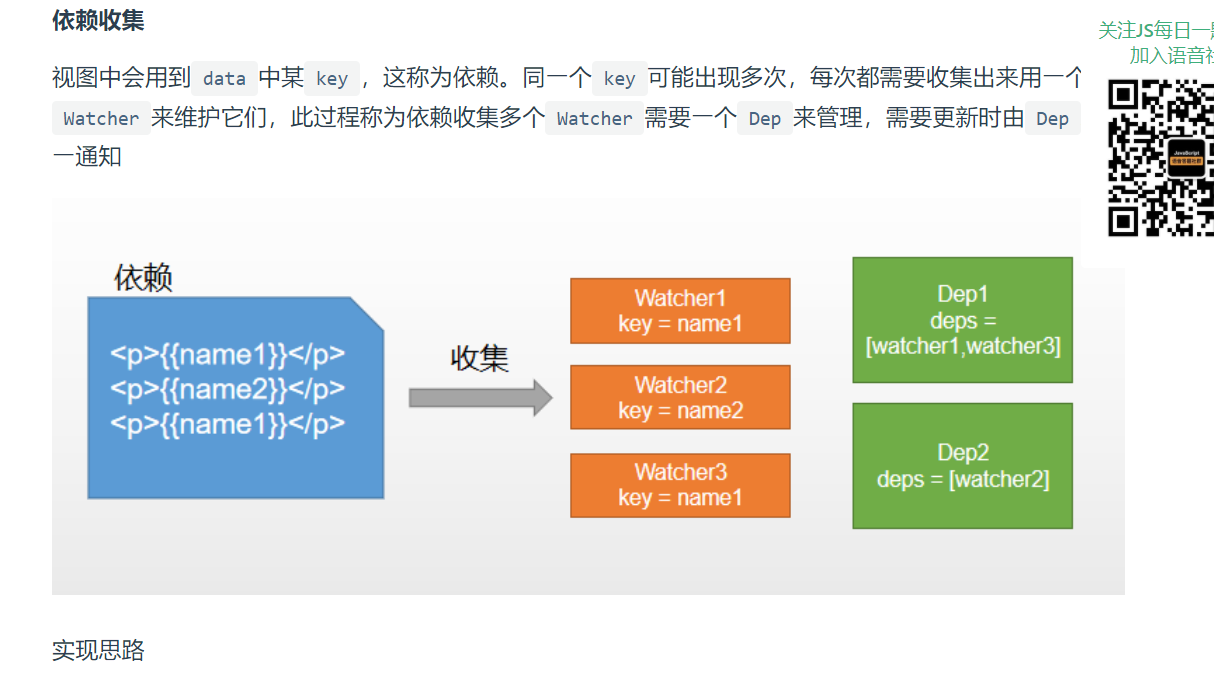 依赖收集
关注JS每日一
加入语音
视图中会用到 data 中某 key ，这称为依赖。同一个 key 可能出现多次，每次都需要收集出来用一个
Watcher 来维护它们，此过程称为依赖收集多个 Watcher 需要一个 Dep 来管理，需要更新时由 Dep
一通知
依赖
<p>{{name1}}</p>
<p>{{name2}}</p>
<p>{{name1}}</p>
收集
Watcher1
key = name1
Watcher2
key = name2
Watcher3
key = name1
Dep1
deps =
[watcher1,watcher3]
Dep2
deps = [watcher2]
实现思路